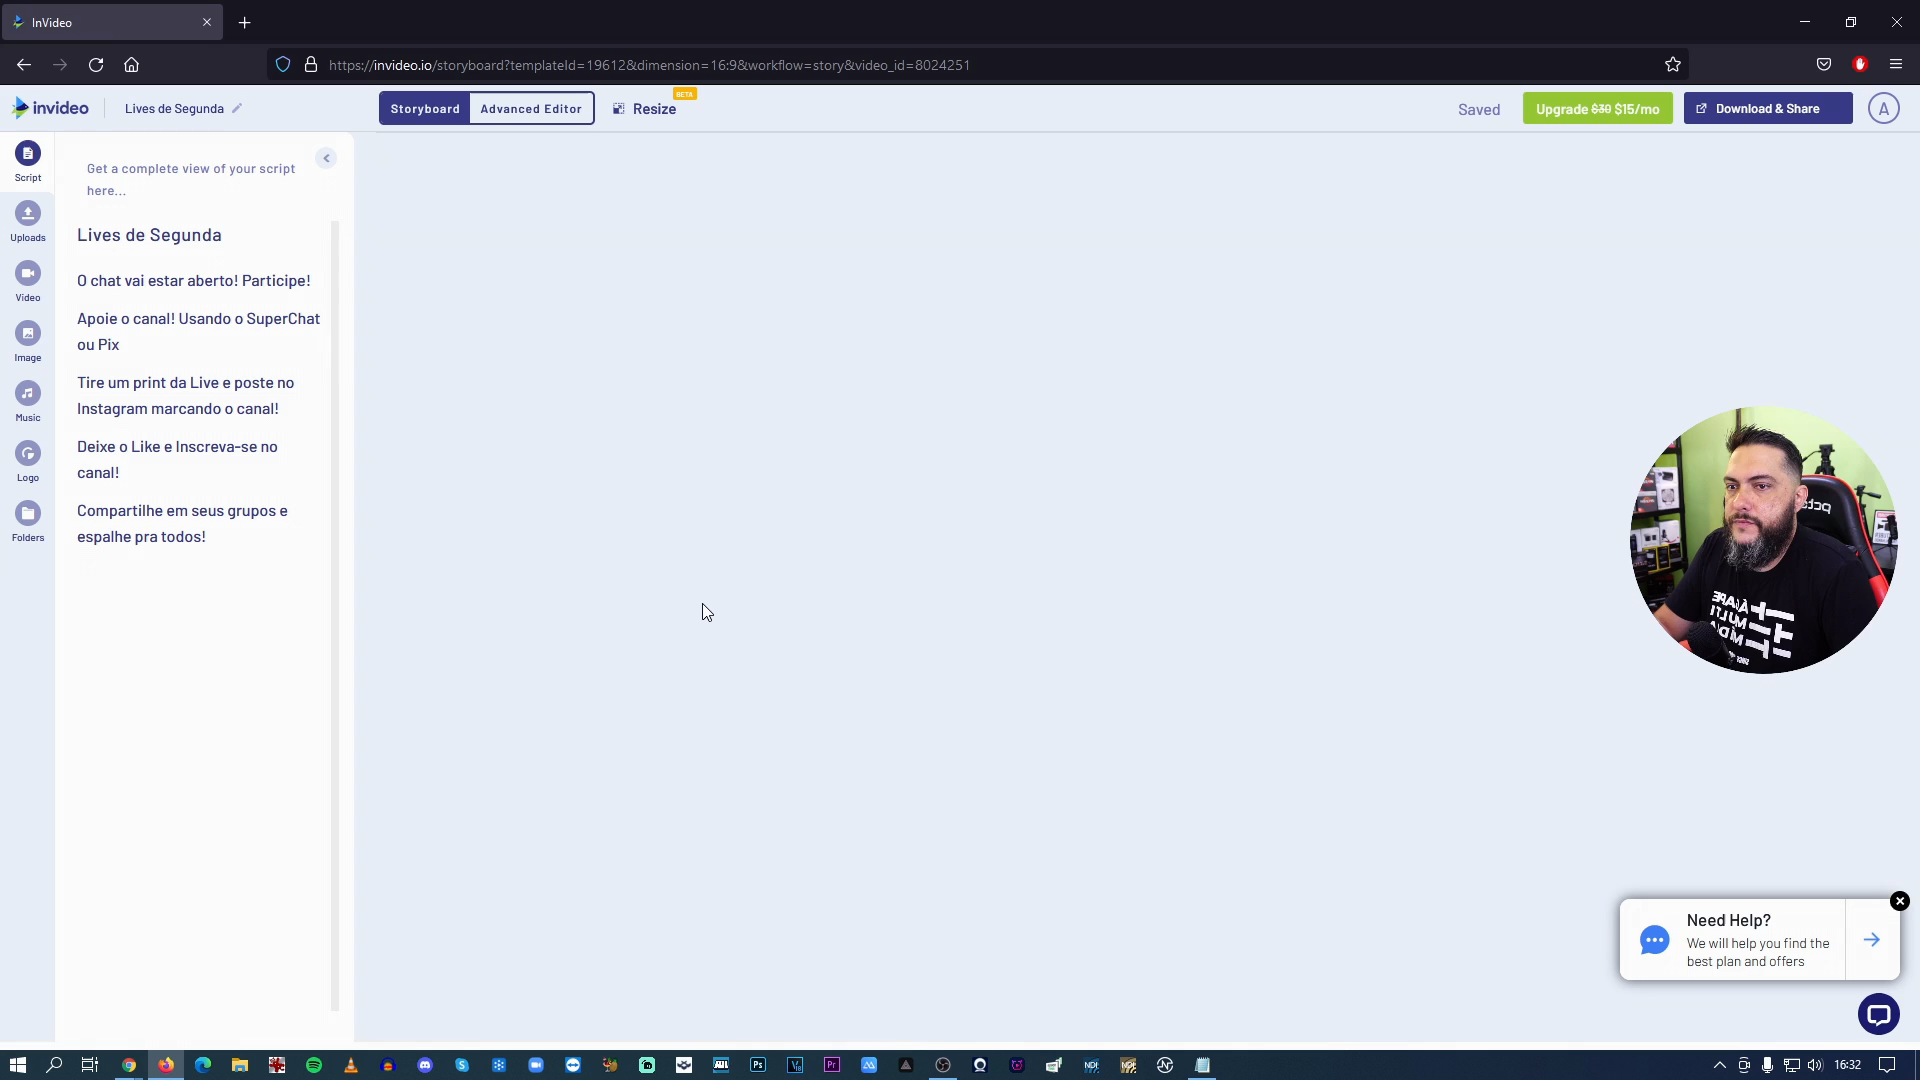 InVideo
https://invideo.io/storyboard?templateId=19612&dimension=16:9&workflow=story&video_id=8024251
invideo
Lives de Segunda
Storyboard
Advanced Editor
Resize
BETA
Saved
Upgrade $30 $15/mo
Download & Share
A
Script
Uploads
Video
Image
Music
Logo
Folders
Get a complete view of your script
here...
Lives de Segunda
O chat vai estar aberto! Participe!
Apoie o canal! Usando o SuperChat
ou Pix
Tire um print da Live e poste no
Instagram marcando o canal!
Deixe o Like e Inscreva-se no
canal!
Compartilhe em seus grupos e
espalhe pra todos!
Need Help?
We will help you find the
best plan and offers
Ps
Pr
NDI
16:32